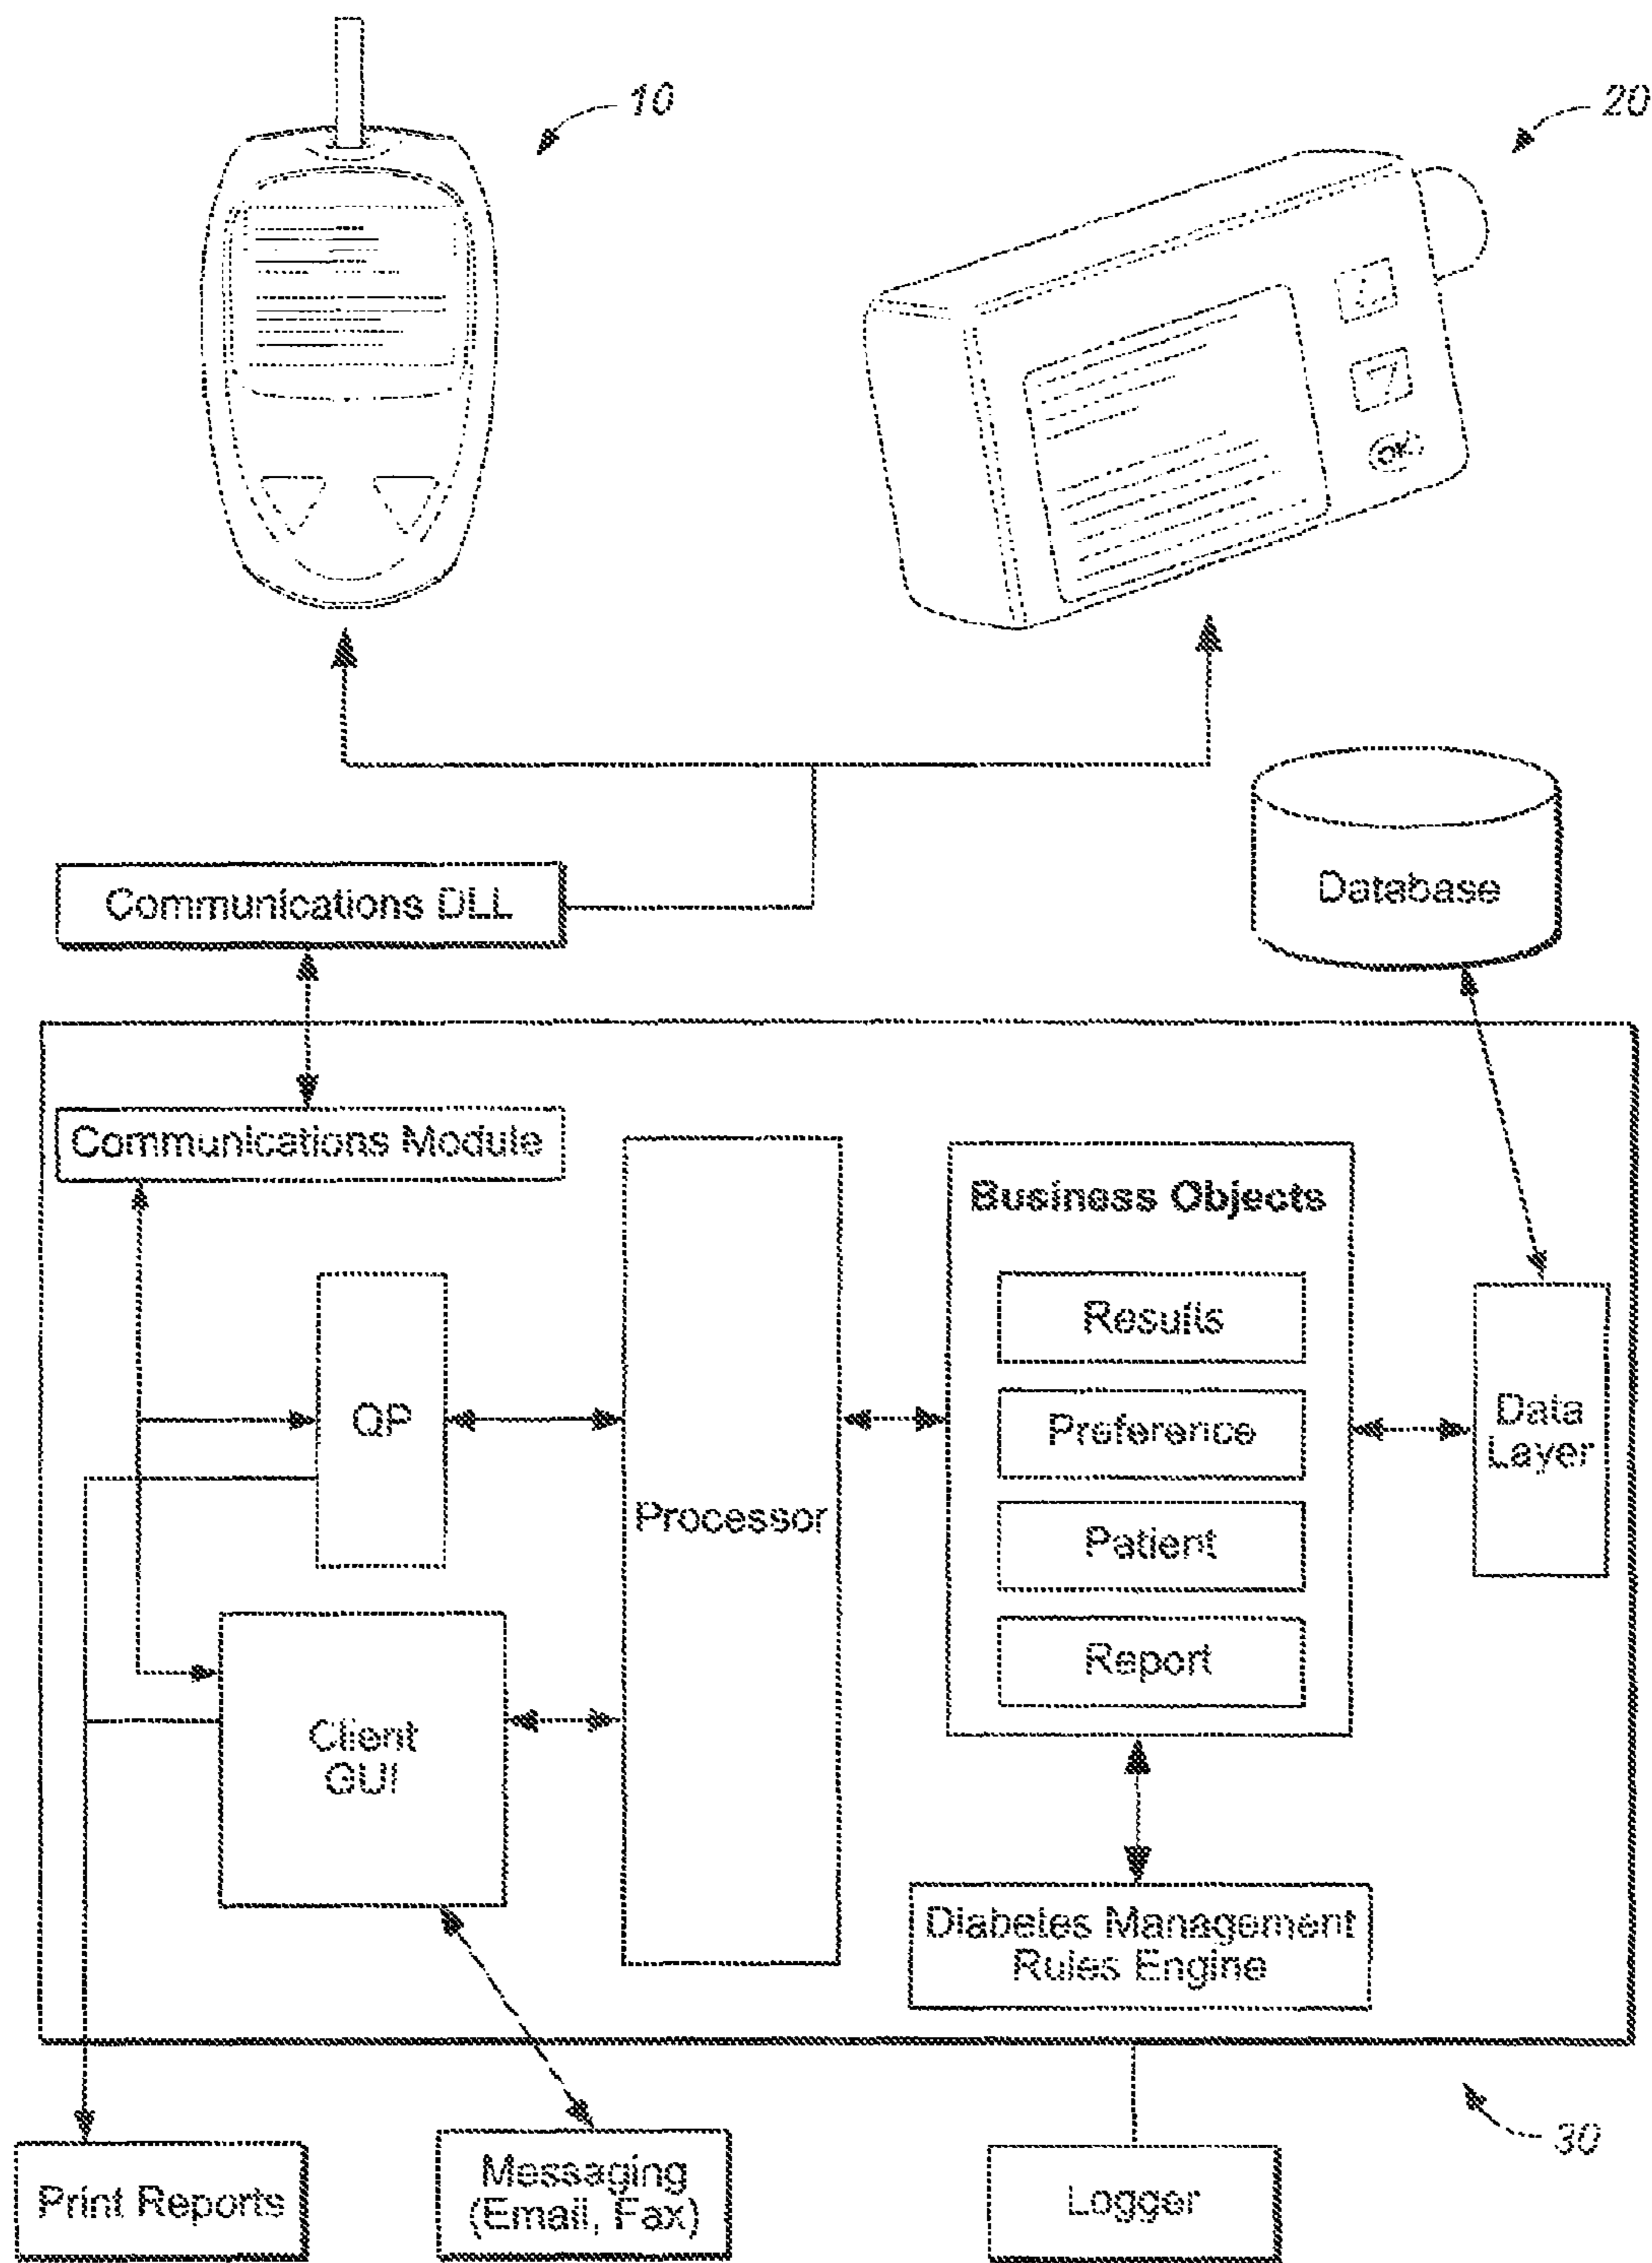 10
20
OK
Database
Communications DLL
Communications Module
Business Objects
Results
Preference
Patient
Report
QP
Processor
Data
Layer
Client
GUI
Diabetes Management
Rules Engine
30
Print Reports
Messaging
(Email, Fax)
Logger